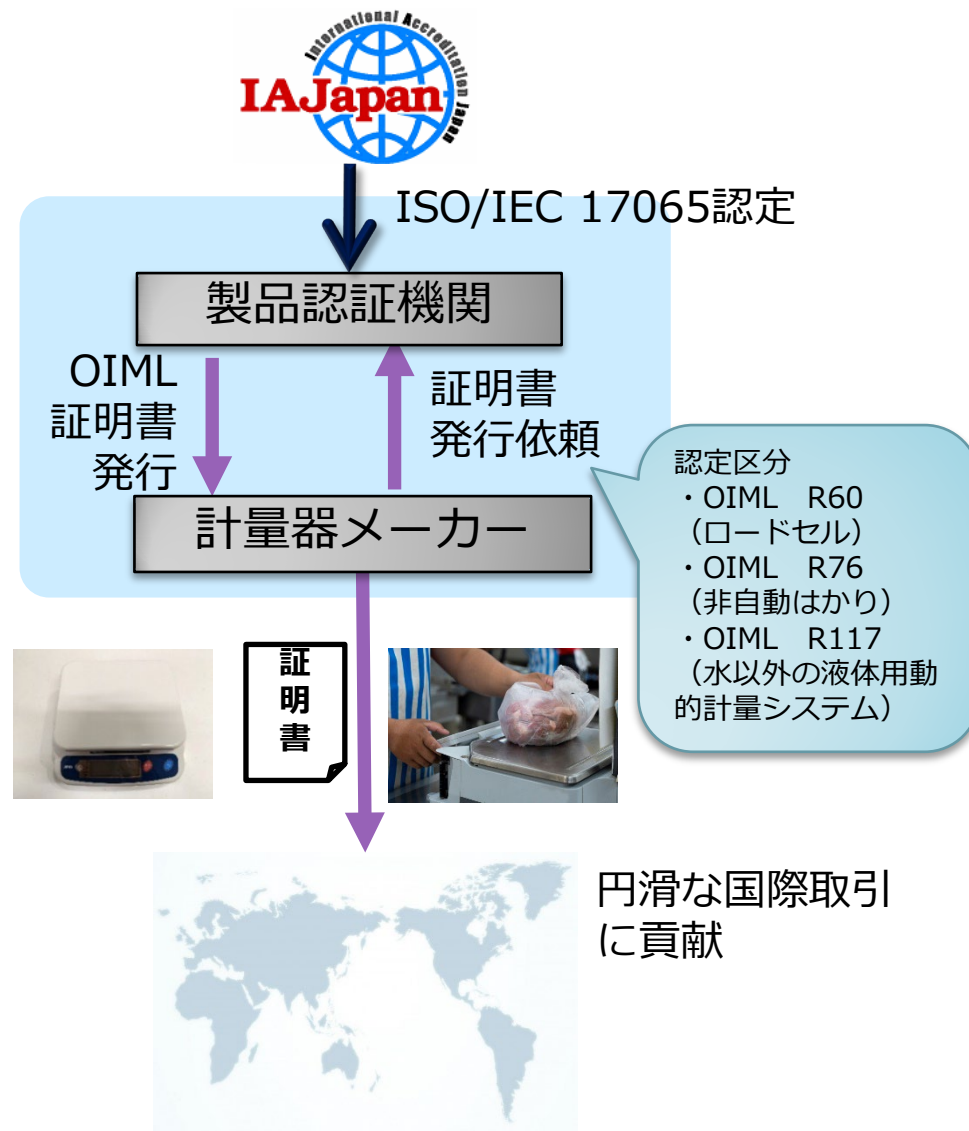 International Accreditation Japan
IAJapan
ISO/IEC 17065認定
製品認証機関
OIML
証明書
発行
証明書
発行依頼
計量器メーカー
認定区分
・OIML　R60
（ロードセル）
・OIML　R76
（非自動はかり）
・OIML　R117
（水以外の液体用動
的計量システム）
証
明
書
円滑な国際取引
に貢献